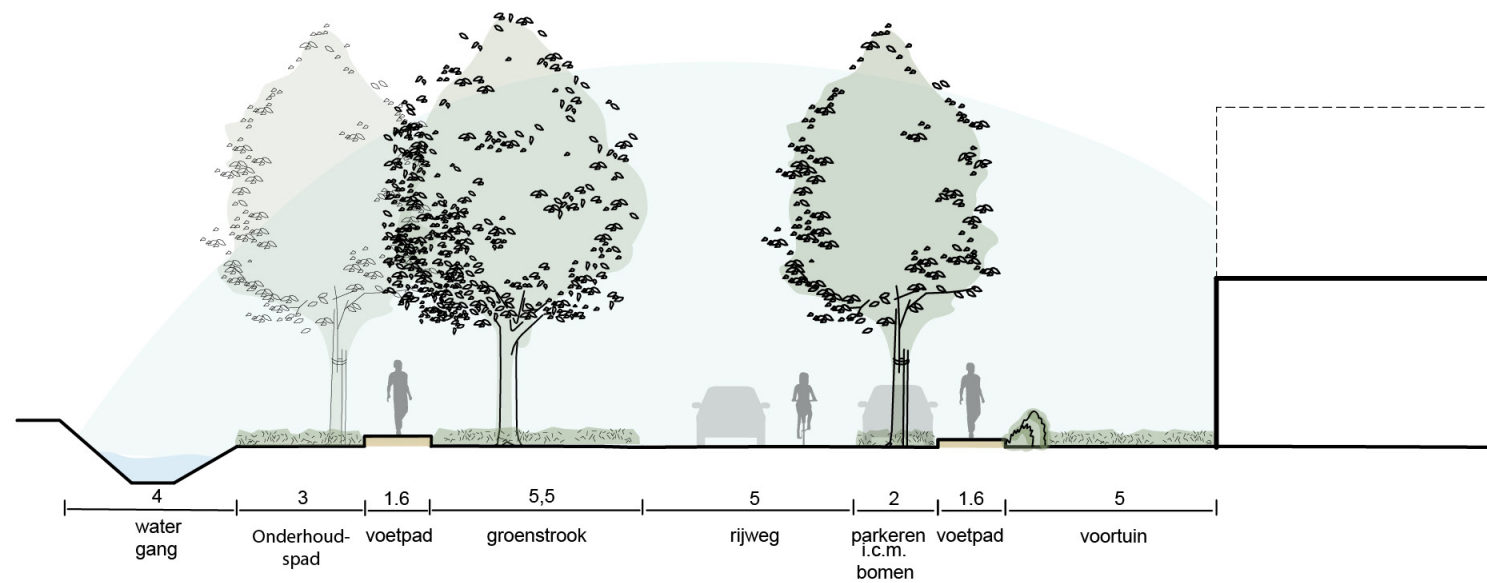 4 3 1.6 5,5 5 2 1.6 5
water
gang
Onderhoud-
spad
voetpad
groenstrook
rijweg
parkeren
i.c.m.
bomen
voetpad
voortuin